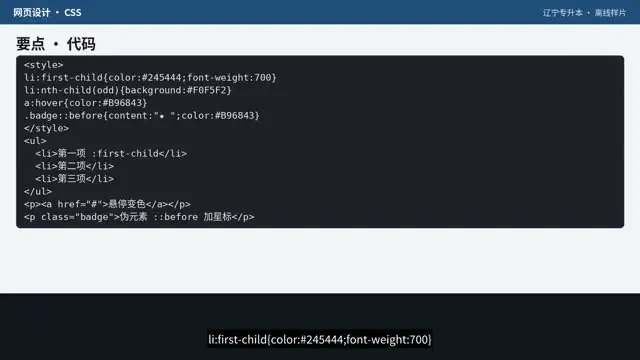 网页设计 · CSS
辽宁专升本 · 离线样片
要点 · 代码
<style>
li:first-child{color:#245444;font-weight:700}
li:nth-child(odd){background:#F0F5F2}
a:hover{color:#B96843}
.badge::before{content:"★ ";color:#B96843}
</style>
<ul>
  <li>第一项 :first-child</li>
  <li>第二项</li>
  <li>第三项</li>
</ul>
<p><a href="#">悬停变色</a></p>
<p class="badge">伪元素 ::before 加星标</p>
li:first-child{color:#245444;font-weight:700}